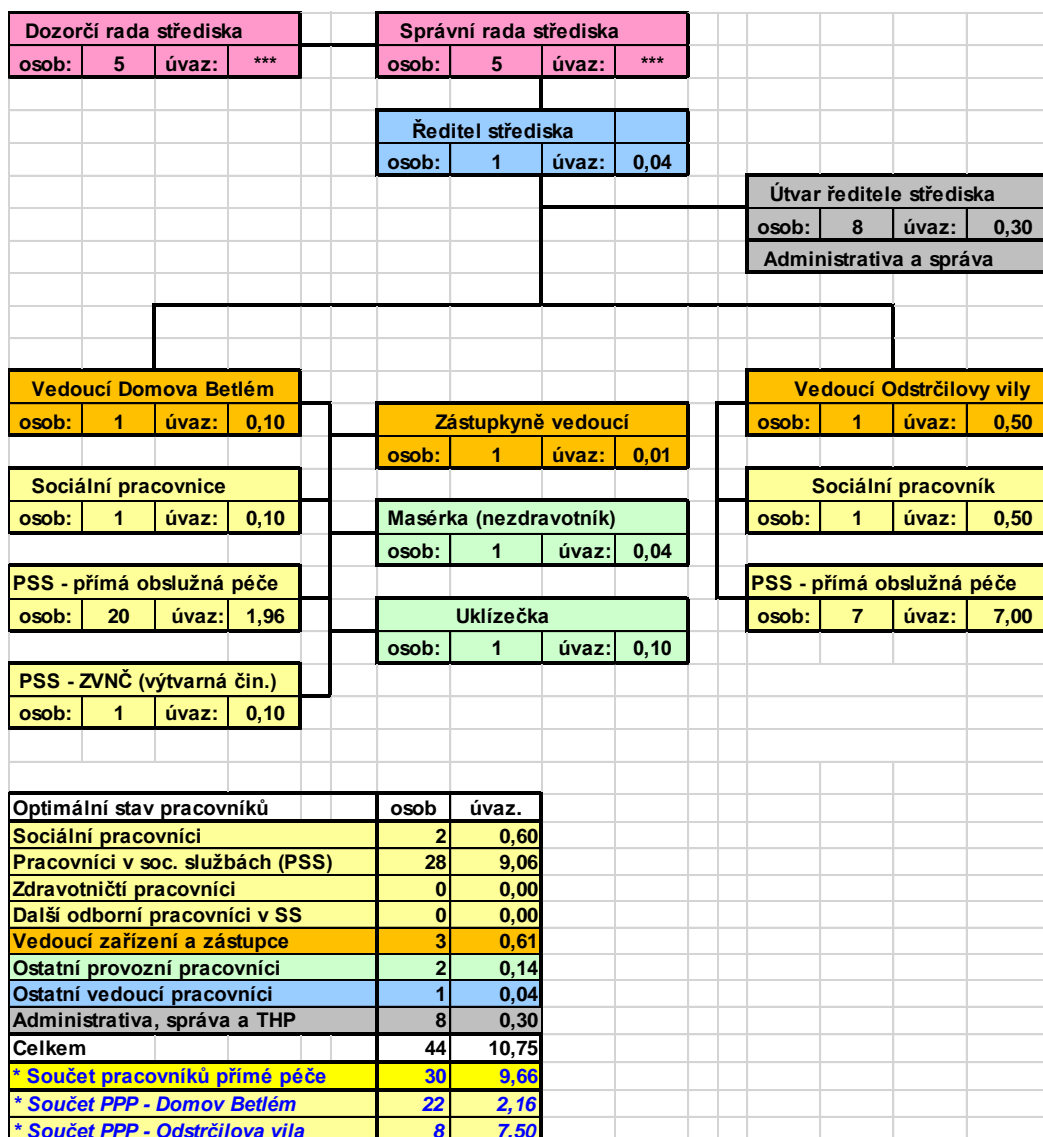 Dozorčí rada střediska
osob: 5 úvaz: ***
Správní rada střediska
osob: 5 úvaz: ***
Ředitel střediska
osob: 1 úvaz: 0,04
Útvar ředitele střediska
osob: 8 úvaz: 0,30
Administrativa a správa
Vedoucí Domova Betlém
osob: 1 úvaz: 0,10
Zástupkyně vedoucí
osob: 1 úvaz: 0,01
Vedoucí Odstrčilovy vily
osob: 1 úvaz: 0,50
Sociální pracovnice
osob: 1 úvaz: 0,10
Masérka (nezdravotník)
osob: 1 úvaz: 0,04
Sociální pracovník
osob: 1 úvaz: 0,50
PSS - přímá obslužná péče
osob: 20 úvaz: 1,96
Uklízečka
osob: 1 úvaz: 0,10
PSS - přímá obslužná péče
osob: 7 úvaz: 7,00
PSS - ZVNČ (výtvarná čin.)
osob: 1 úvaz: 0,10
Optimální stav pracovníků osob úvaz.
Sociální pracovníci 2 0,60
Pracovníci v soc. službách (PSS) 28 9,06
Zdravotničtí pracovníci 0 0,00
Další odborní pracovníci v SS 0 0,00
Vedoucí zařízení a zástupce 3 0,61
Ostatní provozní pracovníci 2 0,14
Ostatní vedoucí pracovníci 1 0,04
Administrativa, správa a THP 8 0,30
Celkem 44 10,75
* Součet pracovníků přímé péče 30 9,66
* Součet PPP - Domov Betlém 22 2,16
* Součet PPP - Odstrčilova vila 8 7,50